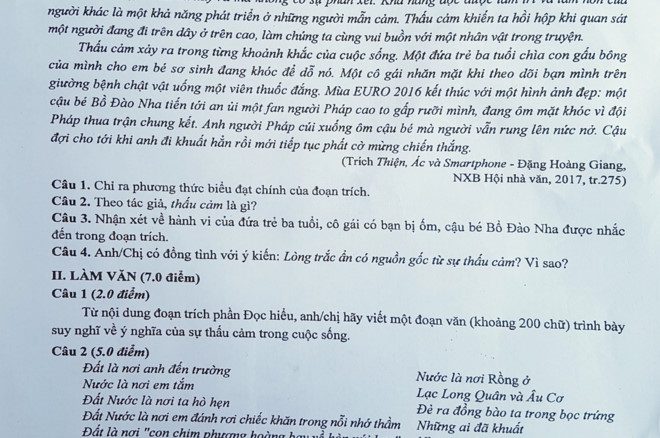 người khác là một khả năng phát triển ở những người mẫn cảm. Thấu cảm khiến ta hồi hộp khi quan sát
một người đang đi trên dây ở trên cao, làm chúng ta cùng vui buồn với một nhân vật trong truyện.
Thấu cảm xảy ra trong từng khoảnh khắc của cuộc sống. Một đứa trẻ ba tuổi chìa con gấu bông
của mình cho em bé sơ sinh đang khóc để dỗ nó. Một cô gái nhăn mặt khi theo dõi bạn mình trên
giường bệnh chật vật uống một viên thuốc đắng. Mùa EURO 2016 kết thúc với một hình ảnh đẹp: một
cậu bé Bồ Đào Nha tiến tới an ủi một fan người Pháp cao to gấp rưỡi mình, đang ôm mặt khóc vì đội
Pháp thua trận chung kết. Anh người Pháp cúi xuống ôm cậu bé mà người vẫn rung lên nức nở. Cậu
đợi cho tới khi anh đi khuất hẳn rồi mới tiếp tục phất cờ mừng chiến thắng.
(Trích Thiện, Ác và Smartphone - Đặng Hoàng Giang,
NXB Hội nhà văn, 2017, tr.275)
Câu 1. Chỉ ra phương thức biểu đạt chính của đoạn trích.
Câu 2. Theo tác giả, thấu cảm là gì?
Câu 3. Nhận xét về hành vi của đứa trẻ ba tuổi, cô gái có bạn bị ốm, cậu bé Bồ Đào Nha được nhắc
đến trong đoạn trích.
Câu 4. Anh/Chị có đồng tình với ý kiến: Lòng trắc ẩn có nguồn gốc từ sự thấu cảm? Vì sao?
II. LÀM VĂN (7.0 điểm)
Câu 1 (2.0 điểm)
Từ nội dung đoạn trích phần Đọc hiểu, anh/chị hãy viết một đoạn văn (khoảng 200 chữ) trình bày
suy nghĩ về ý nghĩa của sự thấu cảm trong cuộc sống.
Câu 2 (5.0 điểm)
Đất là nơi anh đến trường
Nước là nơi em tắm
Đất Nước là nơi ta hò hẹn
Đất Nước là nơi em đánh rơi chiếc khăn trong nỗi nhớ thầm
Đất là nơi "con chim phượng hoàng bay về
Nước là nơi Rồng ở
Lạc Long Quân và Âu Cơ
Đẻ ra đồng bào ta trong bọc trứng
Những ai đã khuất